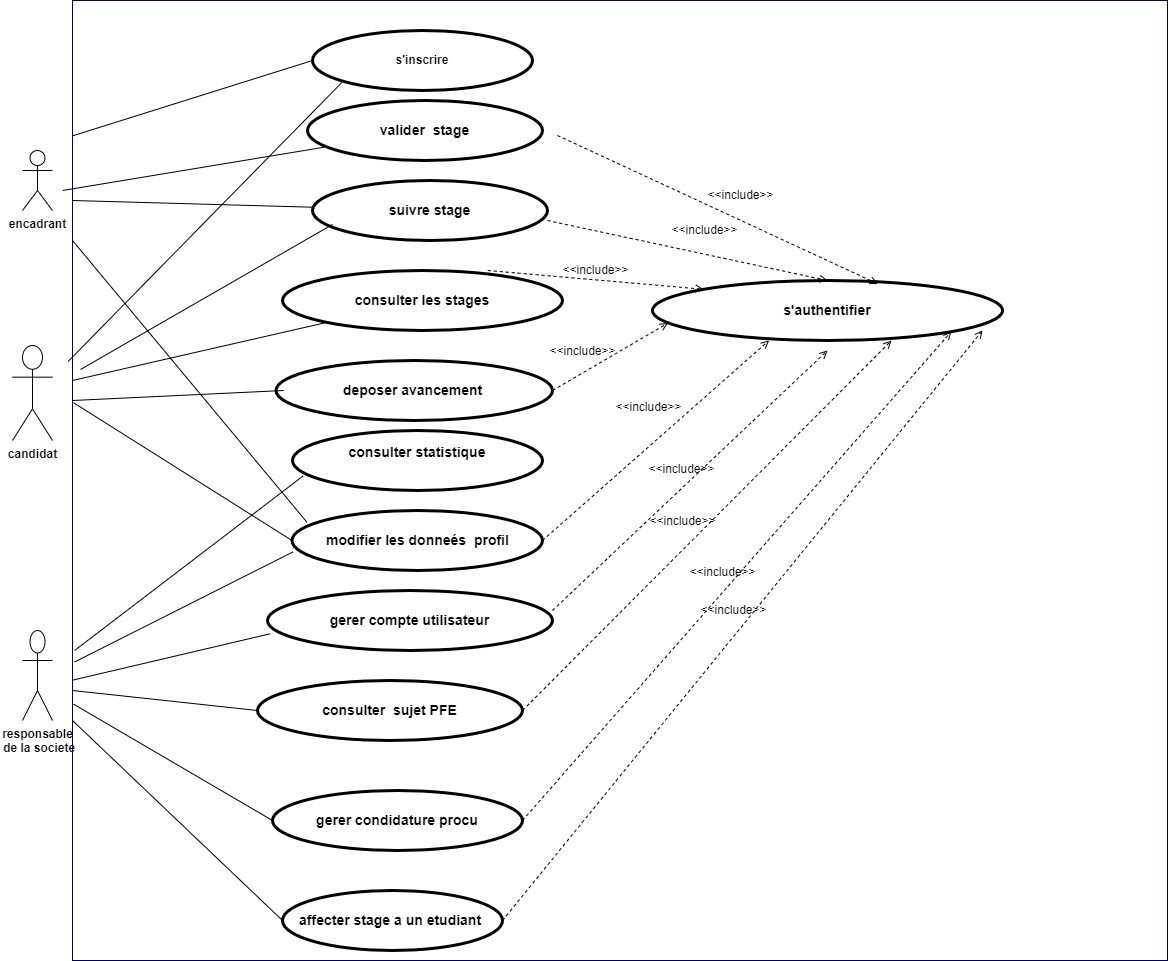 s'inscrire
valider  stage
encadrant
suivre stage
<<include>>
<<include>>
<<include>>
consulter les stages
s'authentifier
<<include>>
deposer avancement
<<include>>
candidat
consulter statistique
<<include>>
<<include>>
modifier les donneés  profil
<<include>>
gerer compte utilisateur
<<include>>
consulter  sujet PFE
responsable
de la societe
gerer condidature procu
affecter stage a un etudiant